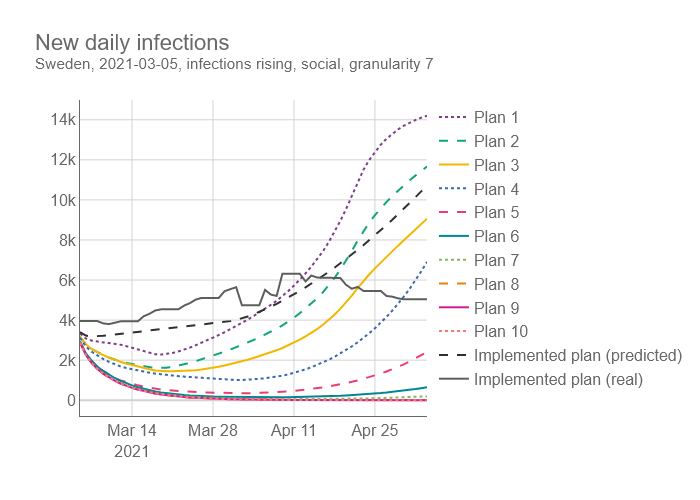 New daily infections
Sweden, 2021-03-05, infections rising, social, granularity 7
14k
12k
10k
8k
6k
4k
2k
0
Mar 14
2021
Mar 28
Apr 11
Apr 25
Plan 1
Plan 2
Plan 3
Plan 4
Plan 5
Plan 6
Plan 7
Plan 8
Plan 9
Plan 10
Implemented plan (predicted)
Implemented plan (real)